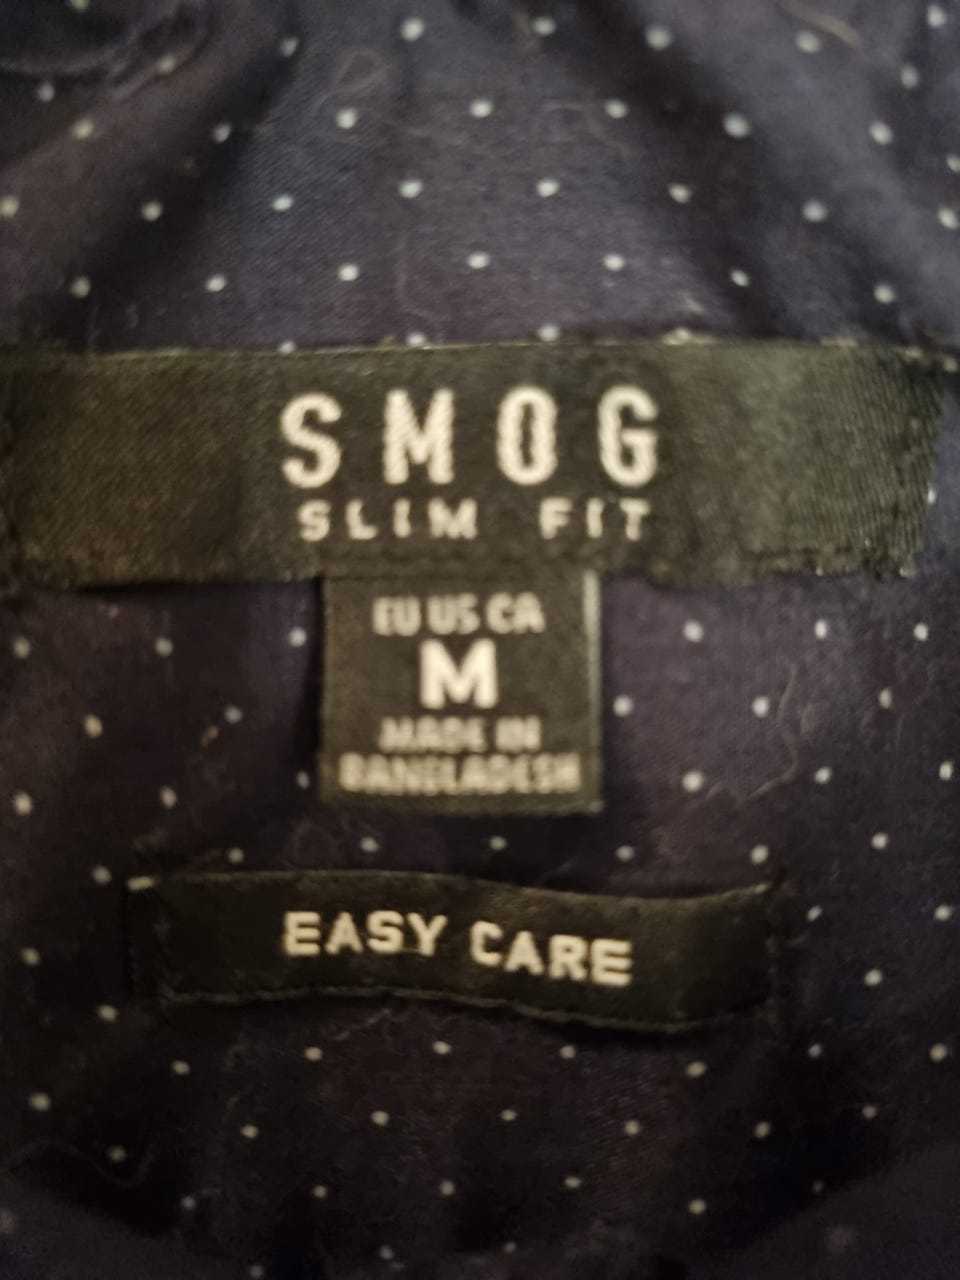 SMOG
SLIM FIT
EU US CA
M
MADE IN
BANGLADESH
EASY CARE